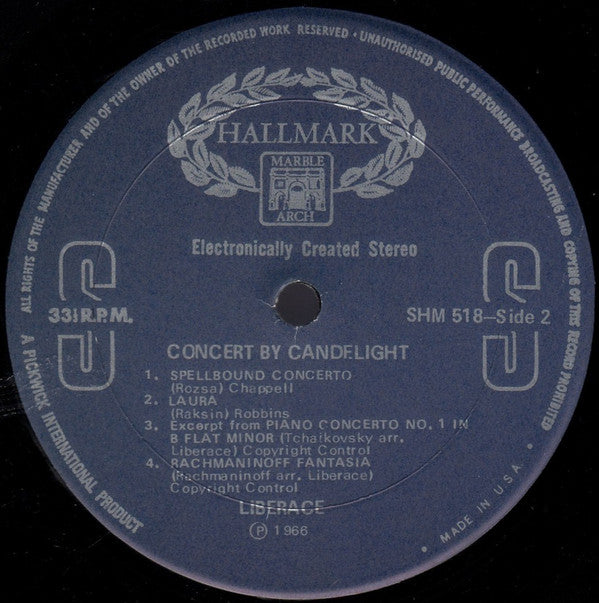 ALL RIGHTS OF THE MANUFACTURER AND OF THE OWNER OF THE RECORDED WORK RESERVED • UNAUTHORISED PUBLIC PERFORMANCE BROADCASTING AND COPYING OF THIS RECORD PROHIBITED
HALLMARK
MARBLE
ARCH
Electronically Created Stereo
33⅓ R.P.M.
SHM 518–Side 2
CONCERT BY CANDELIGHT
1. SPELLBOUND CONCERTO
(Rozsa) Chappell
2. LAURA
(Raksin) Robbins
3. Excerpt from PIANO CONCERTO NO. 1 IN
B FLAT MINOR (Tchaikovsky arr.
Liberace) Copyright Control
4. RACHMANINOFF FANTASIA
(Rachmaninoff arr. Liberace)
Copyright Control
LIBERACE
Ⓟ 1966
A PICKWICK INTERNATIONAL PRODUCT
• MADE IN U.S.A. •